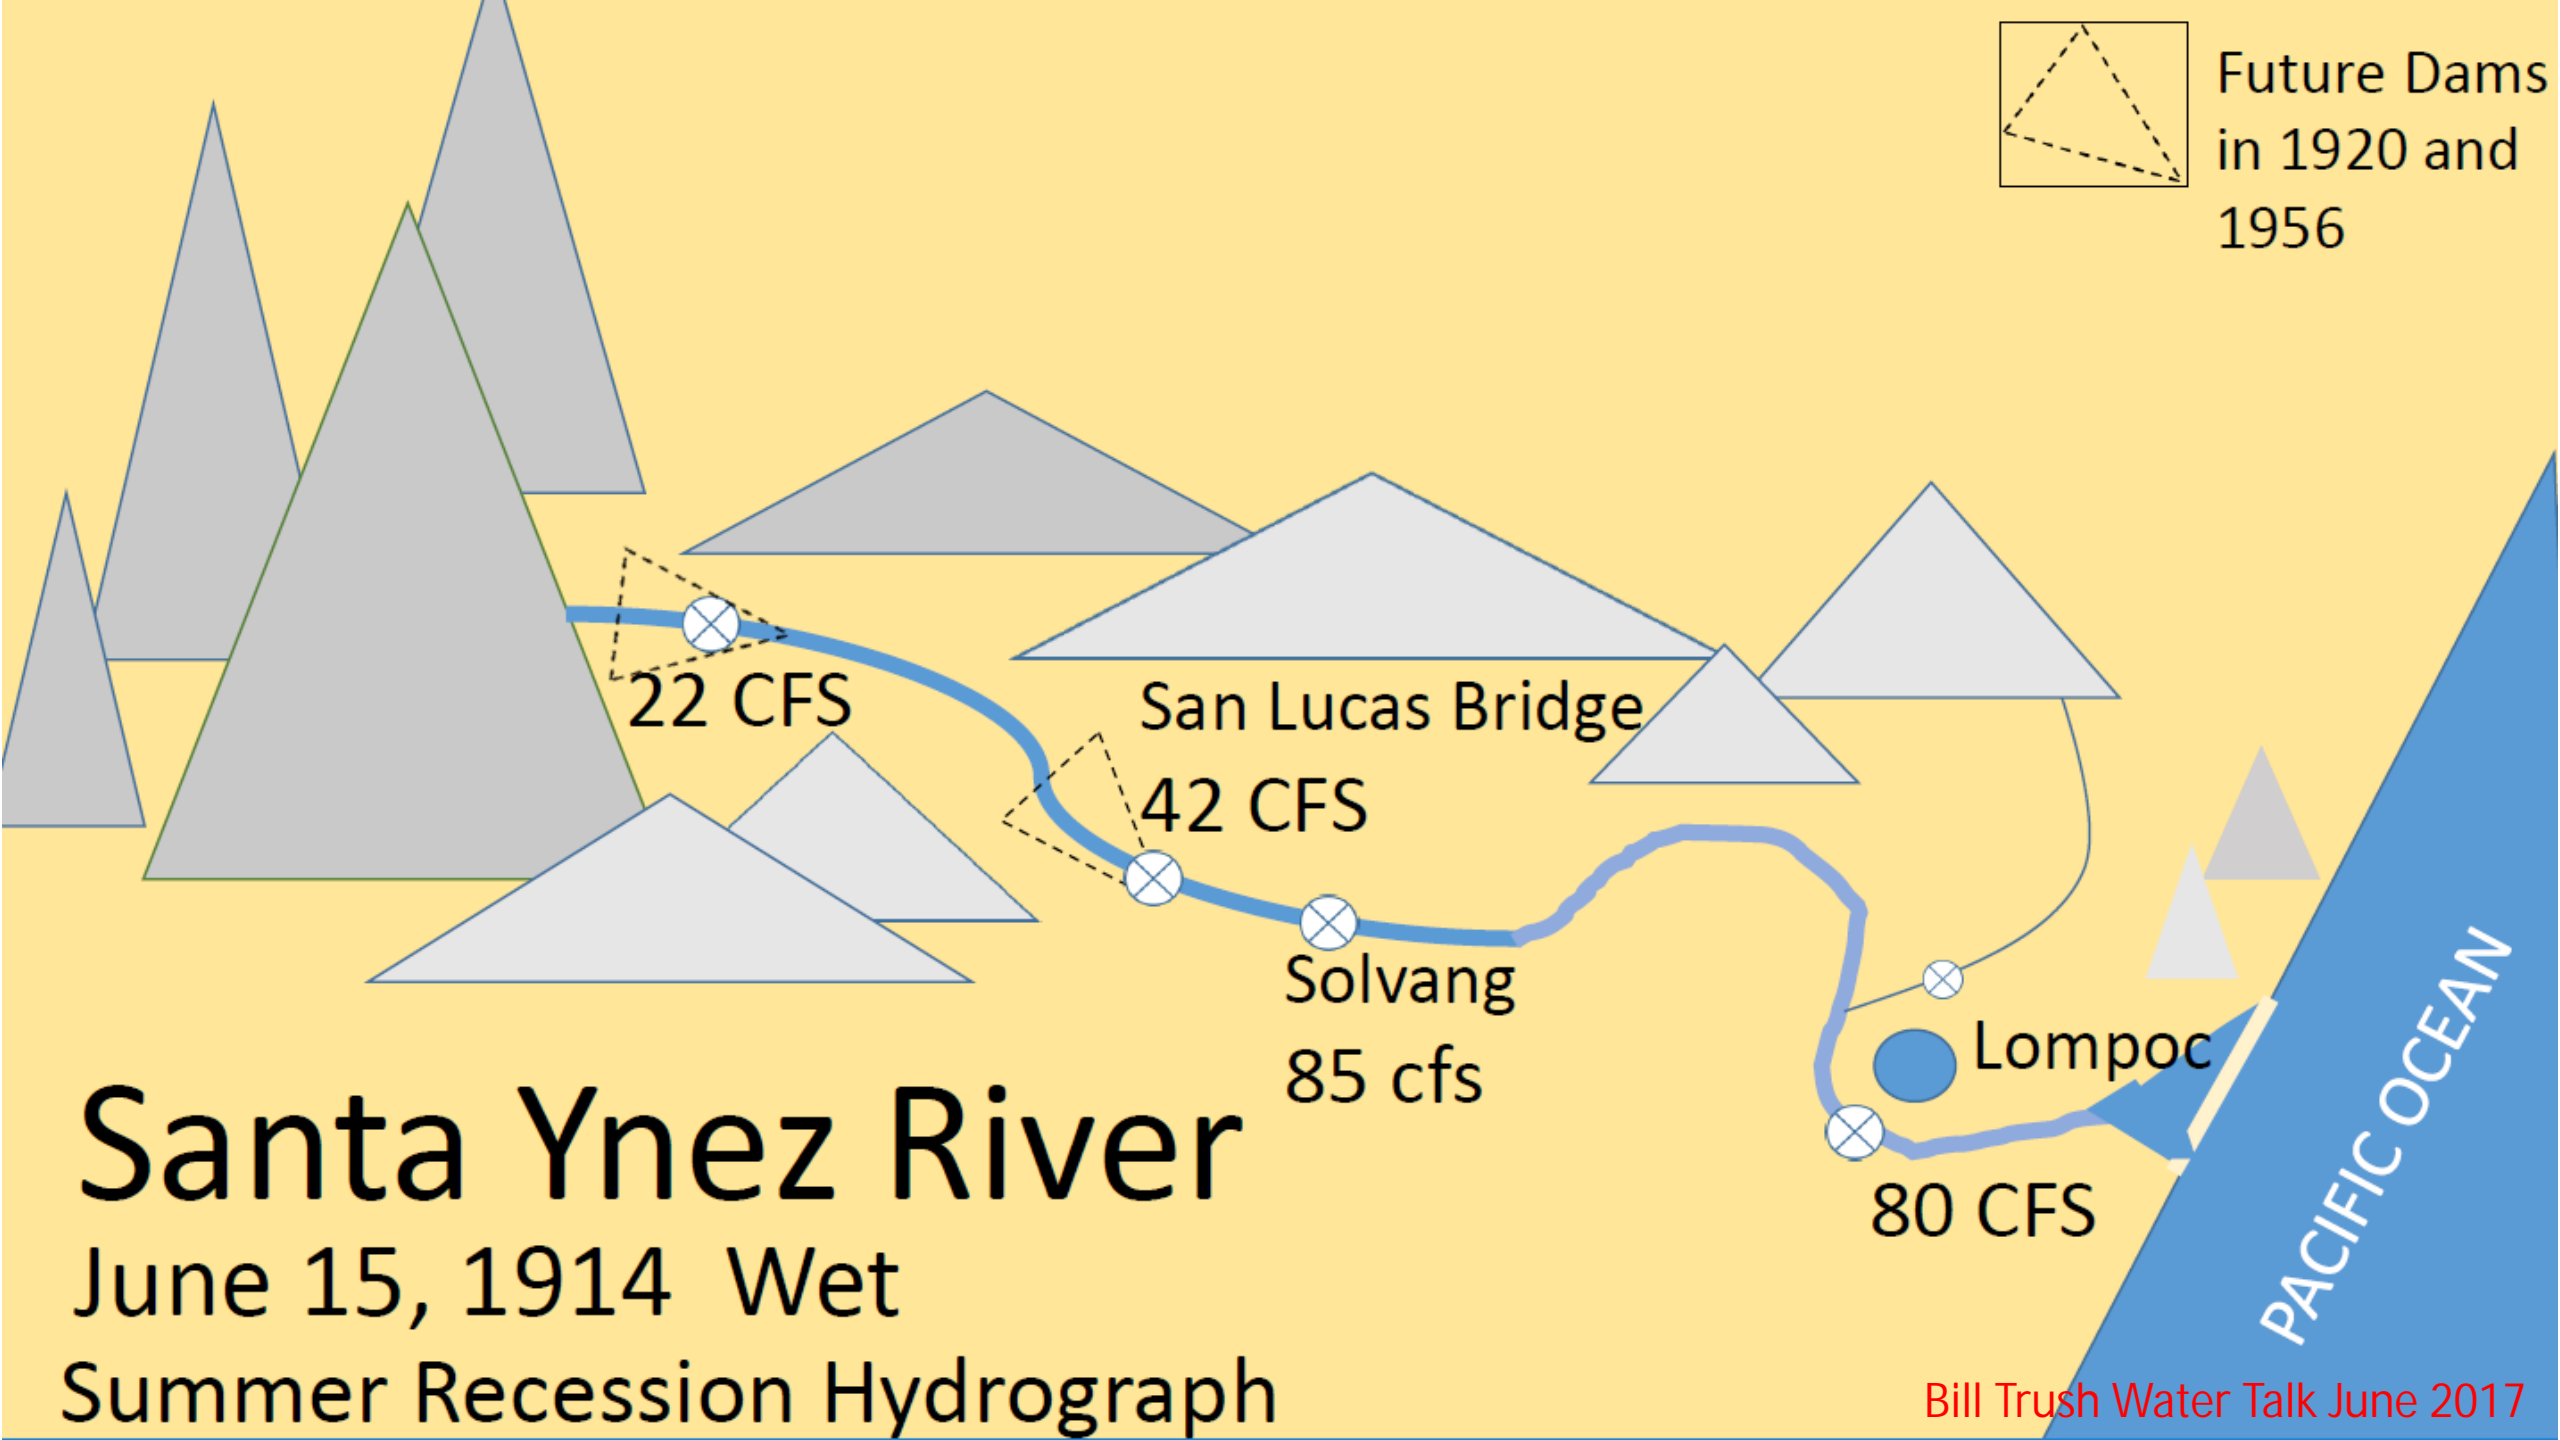 Future Dams
in 1920 and
1956
22 CFS
San Lucas Bridge
42 CFS
Solvang
85 cfs
Lompoc
80 CFS
PACIFIC OCEAN
Santa Ynez River
June 15, 1914 Wet
Summer Recession Hydrograph
Bill Trush Water Talk June 2017